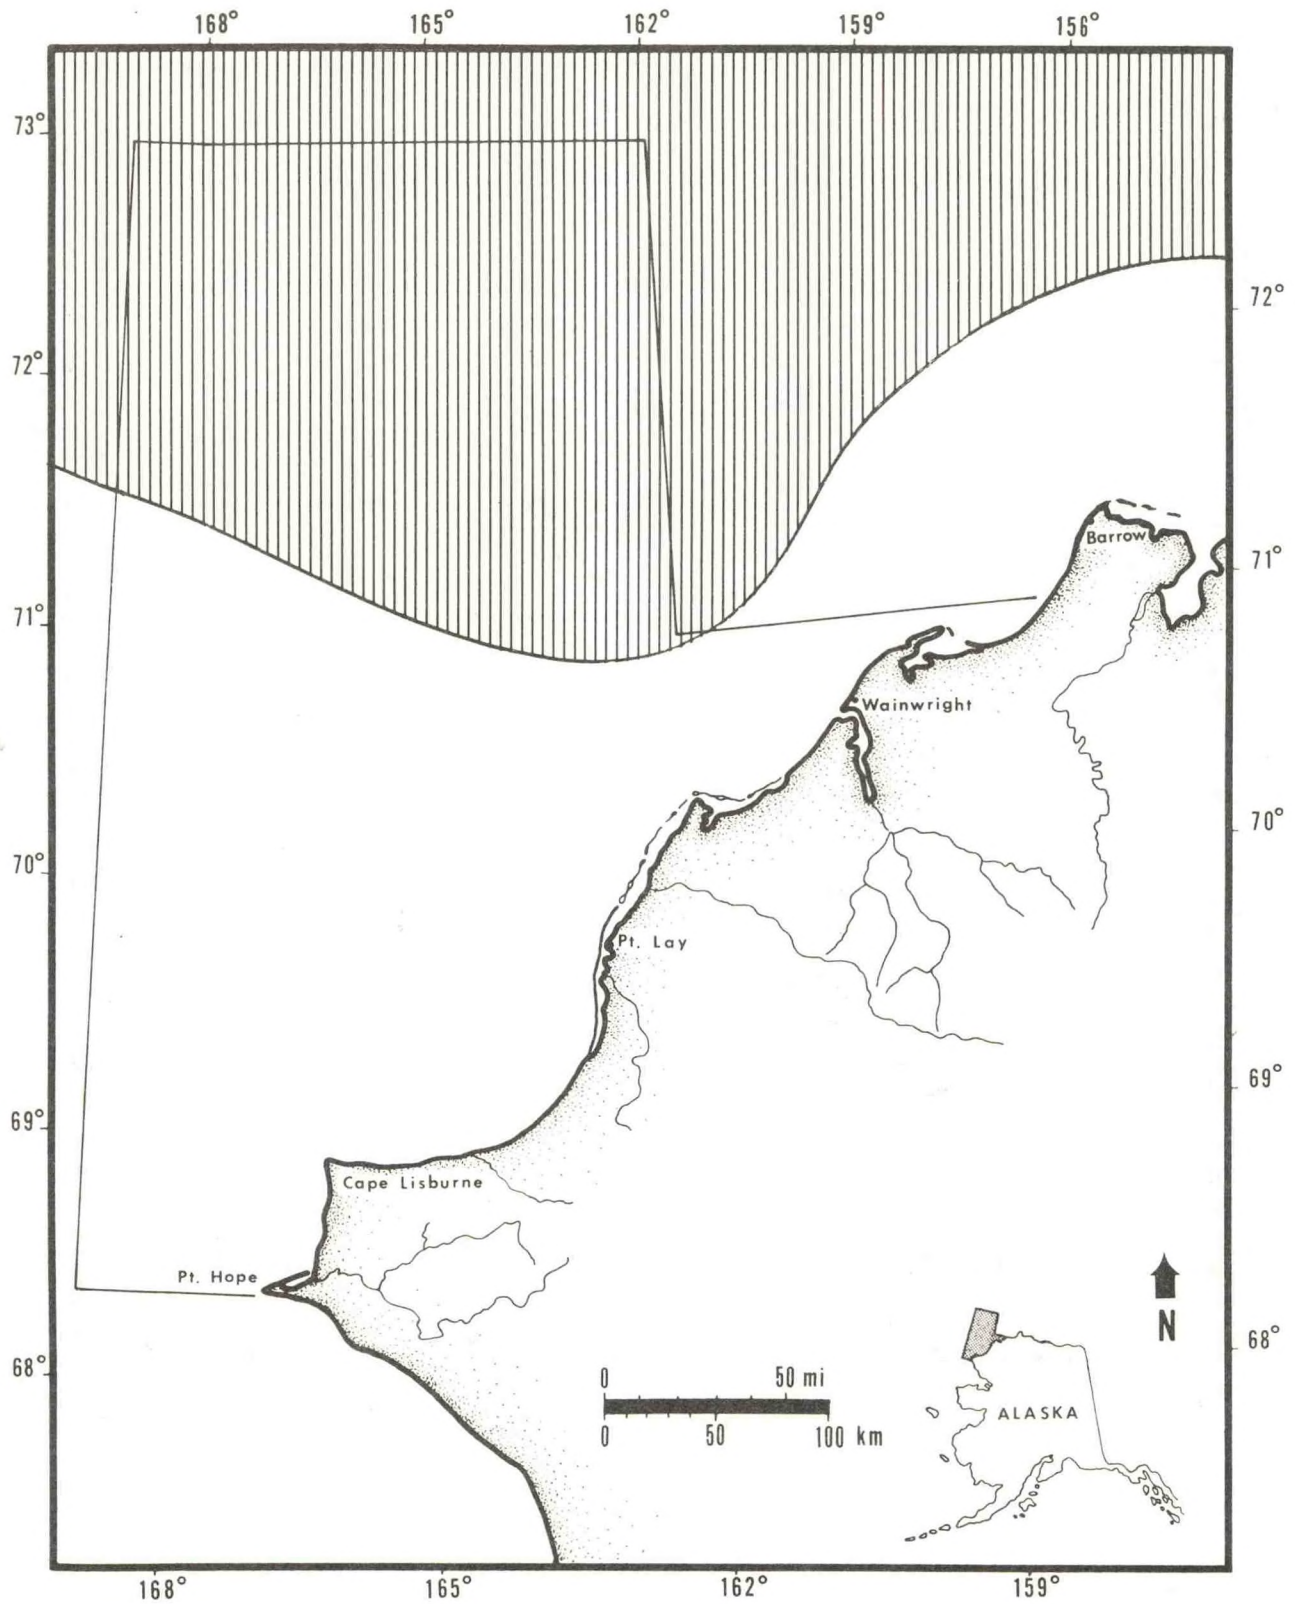 168° 165° 162° 159° 156°
73°
72°
72°
71°
71°
70°
70°
69°
69°
68°
68°
Barrow
Wainwright
Pt. Lay
Cape Lisburne
Pt. Hope
N
0 50 mi
0 50 100 km
ALASKA
168° 165° 162° 159°